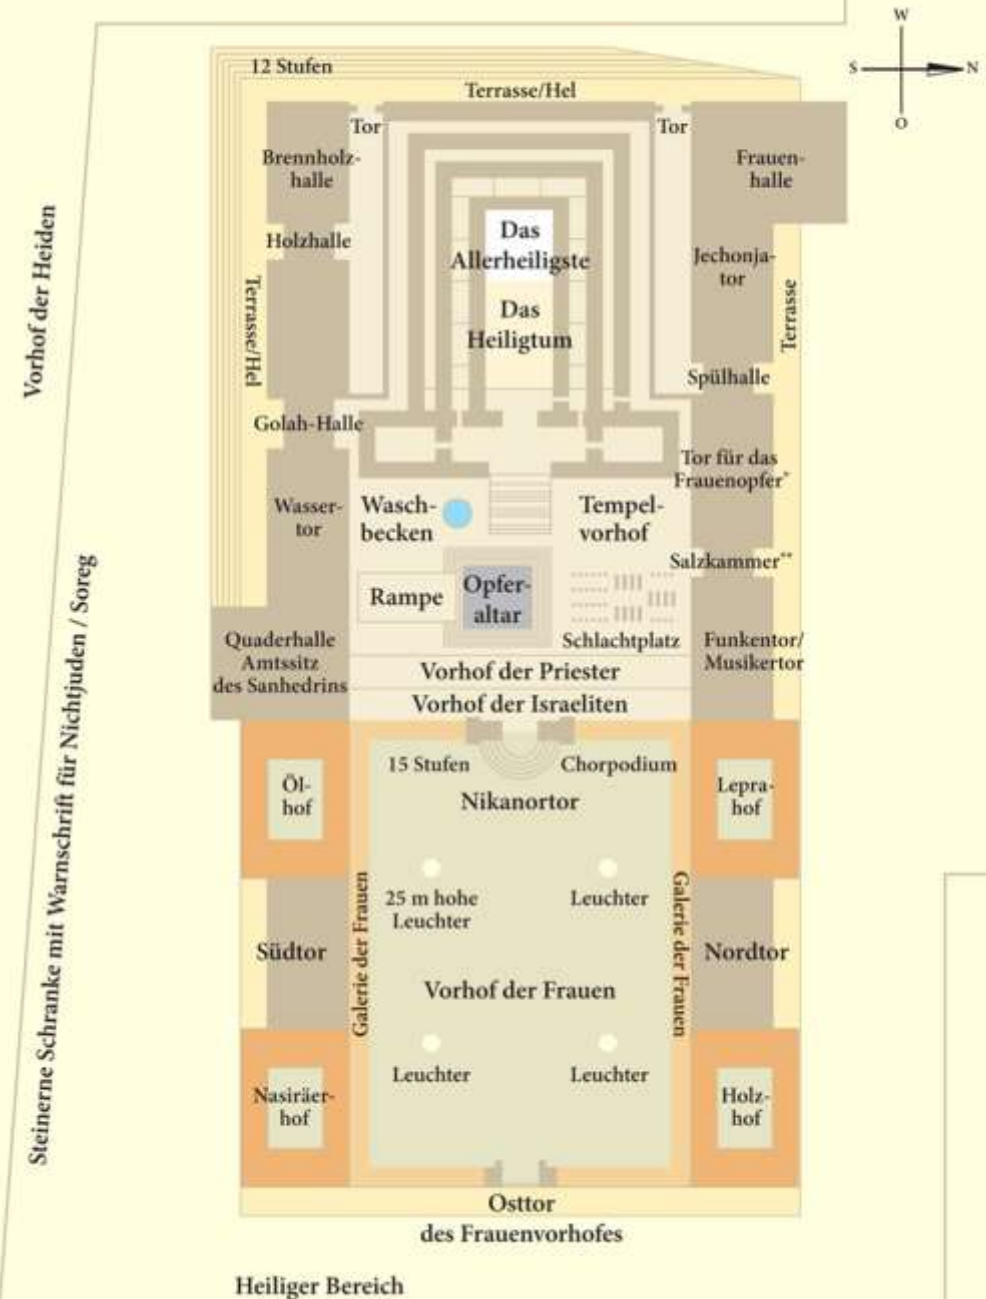 W
S
N
O
12 Stufen
Terrasse/Hel
Tor
Tor
Brennholz-
halle
Frauen-
halle
Vorhof der Heiden
Das
Allerheiligste
Holzhalle
Jechonja-
tor
Terrasse/Hel
Das
Heiligtum
Terrasse
Spülhalle
Golah-Halle
Tor für das
Frauenopfer*
Wasser-
tor
Wasch-
becken
Tempel-
vorhof
Salzkammer**
Rampe
Opfer-
altar
Schlachtplatz
Quaderhalle
Amtssitz
des Sanhedrins
Funkentor/
Musikertor
Vorhof der Priester
Vorhof der Israeliten
Steinerne Schranke mit Warnschrift für Nichtjuden / Soreg
15 Stufen
Chorpodium
Nikanortor
Öl-
hof
Lepra-
hof
25 m hohe
Leuchter
Leuchter
Galerie der Frauen
Galerie der Frauen
Südtor
Nordtor
Vorhof der Frauen
Leuchter
Leuchter
Nasiräer-
hof
Holz-
hof
Osttor
des Frauenvorhofes
Heiliger Bereich